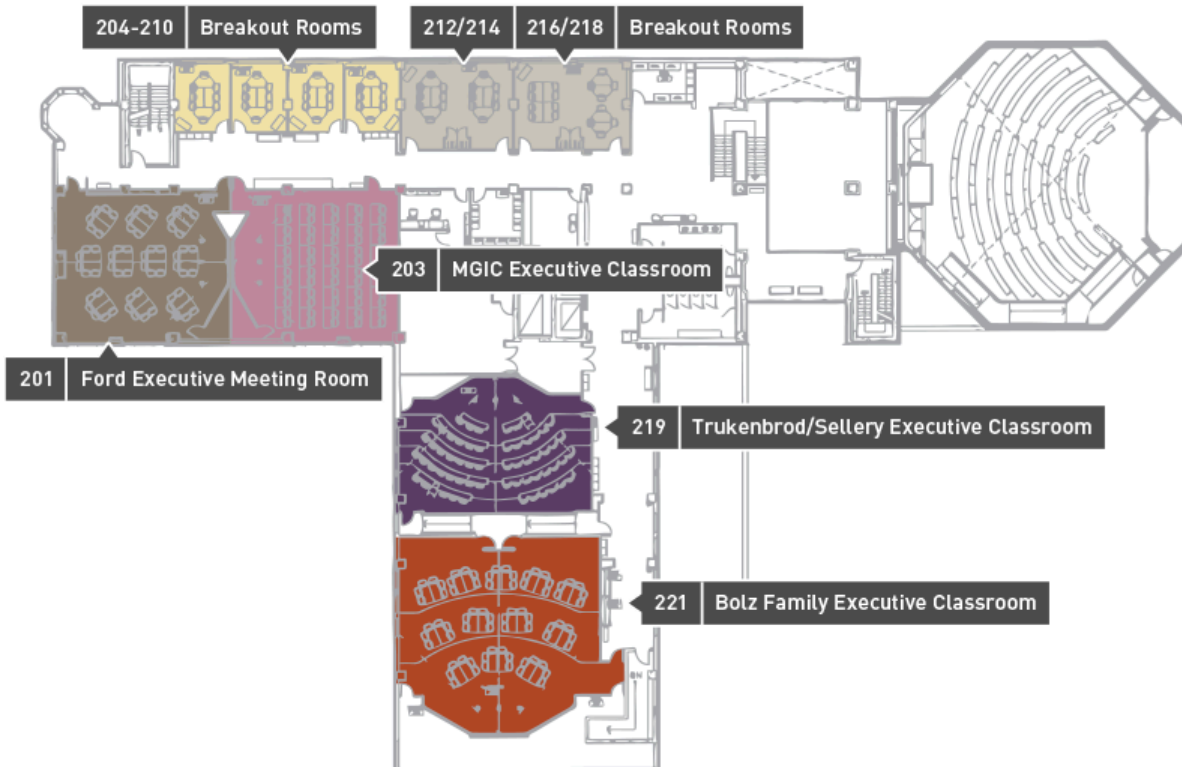 204-210 Breakout Rooms
212/214 216/218 Breakout Rooms
203 MGIC Executive Classroom
201 Ford Executive Meeting Room
219 Trukenbrod/Sellery Executive Classroom
221 Bolz Family Executive Classroom